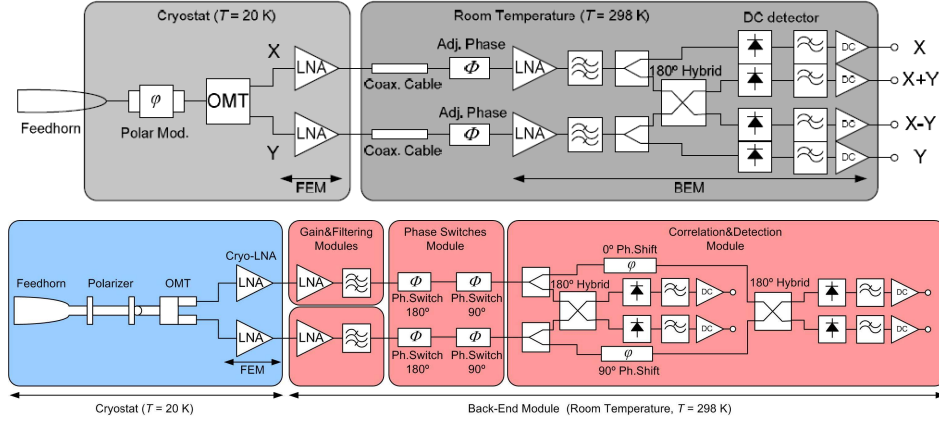 Cryostat (T = 20 K)
Room Temperature (T = 298 K)
DC detector
X
LNA
Adj. Phase
Φ
LNA
DC
X
Coax. Cable
180º Hybrid
DC
X+Y
φ
OMT
Feedhorn
Polar Mod.
Adj. Phase
DC
X-Y
Y
LNA
Φ
LNA
DC
Y
Coax. Cable
FEM
BEM
Gain&Filtering
Modules
Phase Switches
Module
Correlation&Detection
Module
Cryo-LNA
0º Ph.Shift
Feedhorn
Polarizer
OMT
LNA
LNA
Φ
Φ
φ
180º Hybrid
DC
180º Hybrid
DC
Ph.Switch
180º
Ph.Switch
90º
LNA
LNA
Φ
Φ
DC
DC
φ
FEM
Ph.Switch
180º
Ph.Switch
90º
90º Ph.Shift
Cryostat (T = 20 K)
Back-End Module (Room Temperature, T = 298 K)